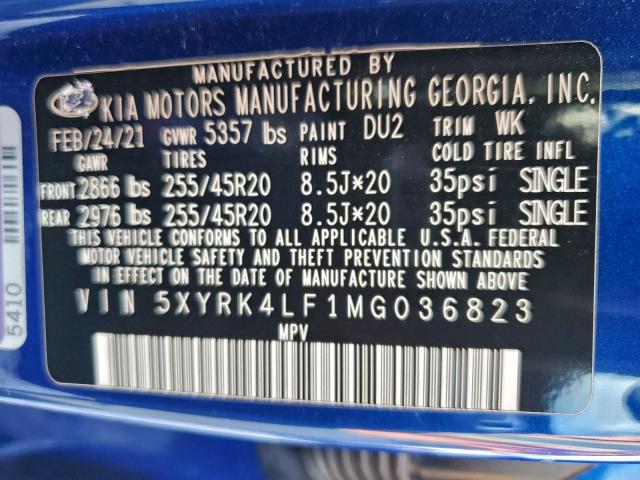 MANUFACTURED BY
KIA MOTORS MANUFACTURING GEORGIA, INC.
FEB/24/21 GVWR 5357 lbs PAINT DU2 TRIM WK
GAWR TIRES RIMS COLD TIRE INFL
FRONT 2866 lbs 255/45R20 8.5J*20 35psi SINGLE
REAR 2976 lbs 255/45R20 8.5J*20 35psi SINGLE
THIS VEHICLE CONFORMS TO ALL APPLICABLE U.S.A. FEDERAL
MOTOR VEHICLE SAFETY AND THEFT PREVENTION STANDARDS
IN EFFECT ON THE DATE OF MANUFACTURE SHOWN ABOVE.
VIN 5XYRK4LF1MG036823
MPV
5410